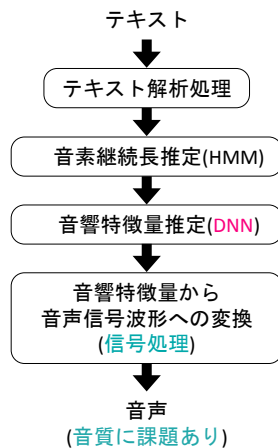 テキスト
テキスト解析処理
音素継続長推定(HMM)
音響特徴量推定(DNN)
音響特徴量から
音声信号波形への変換
(信号処理)
音声
(音質に課題あり)